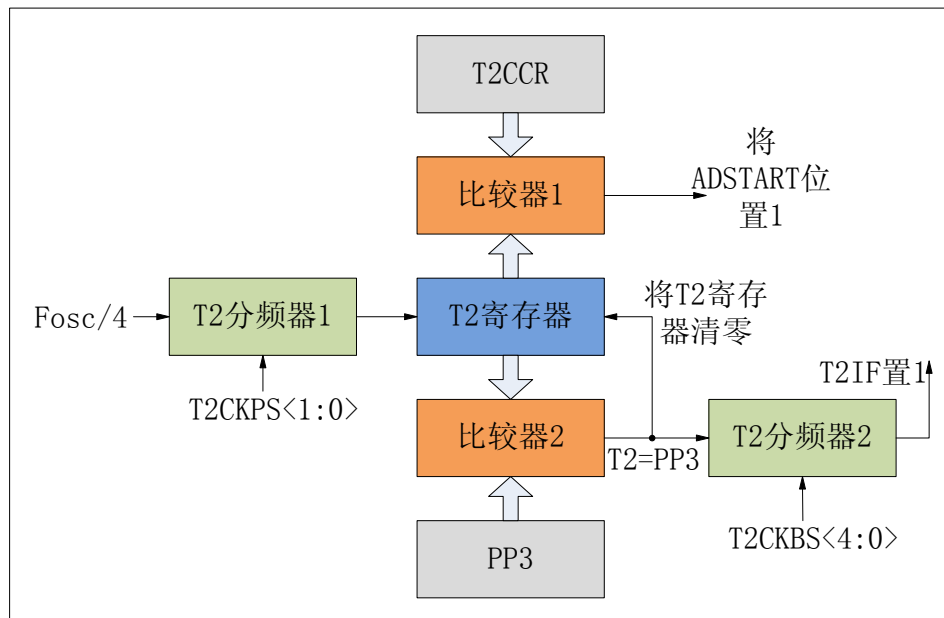 T2CCR
将
ADSTART位
置1
比较器1
Fosc/4
T2分频器1
T2寄存器
将T2寄存
器清零
T2CKPS<1:0>
T2IF置1
比较器2
T2=PP3
T2分频器2
PP3
T2CKBS<4:0>